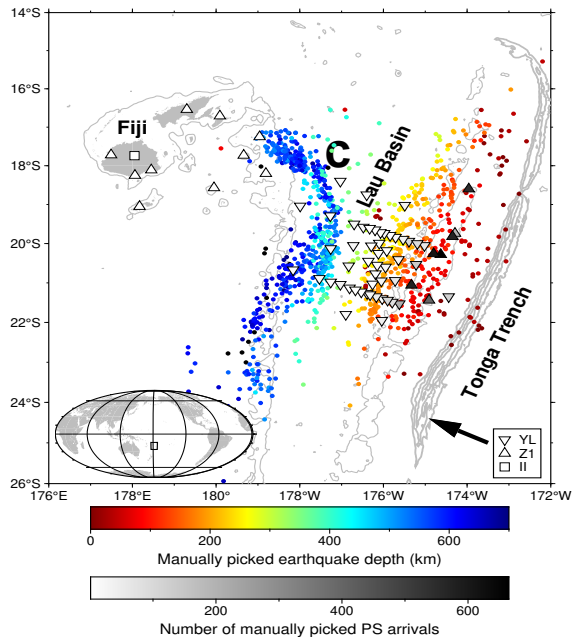 14°S
16°S
18°S
20°S
22°S
24°S
26°S
Fiji
C
Lau Basin
Tonga Trench
YL
Z1
II
176°E 178°E 180° 178°W 176°W 174°W 172°W
0 200 400 600
Manually picked earthquake depth (km)
200 400 600
Number of manually picked PS arrivals